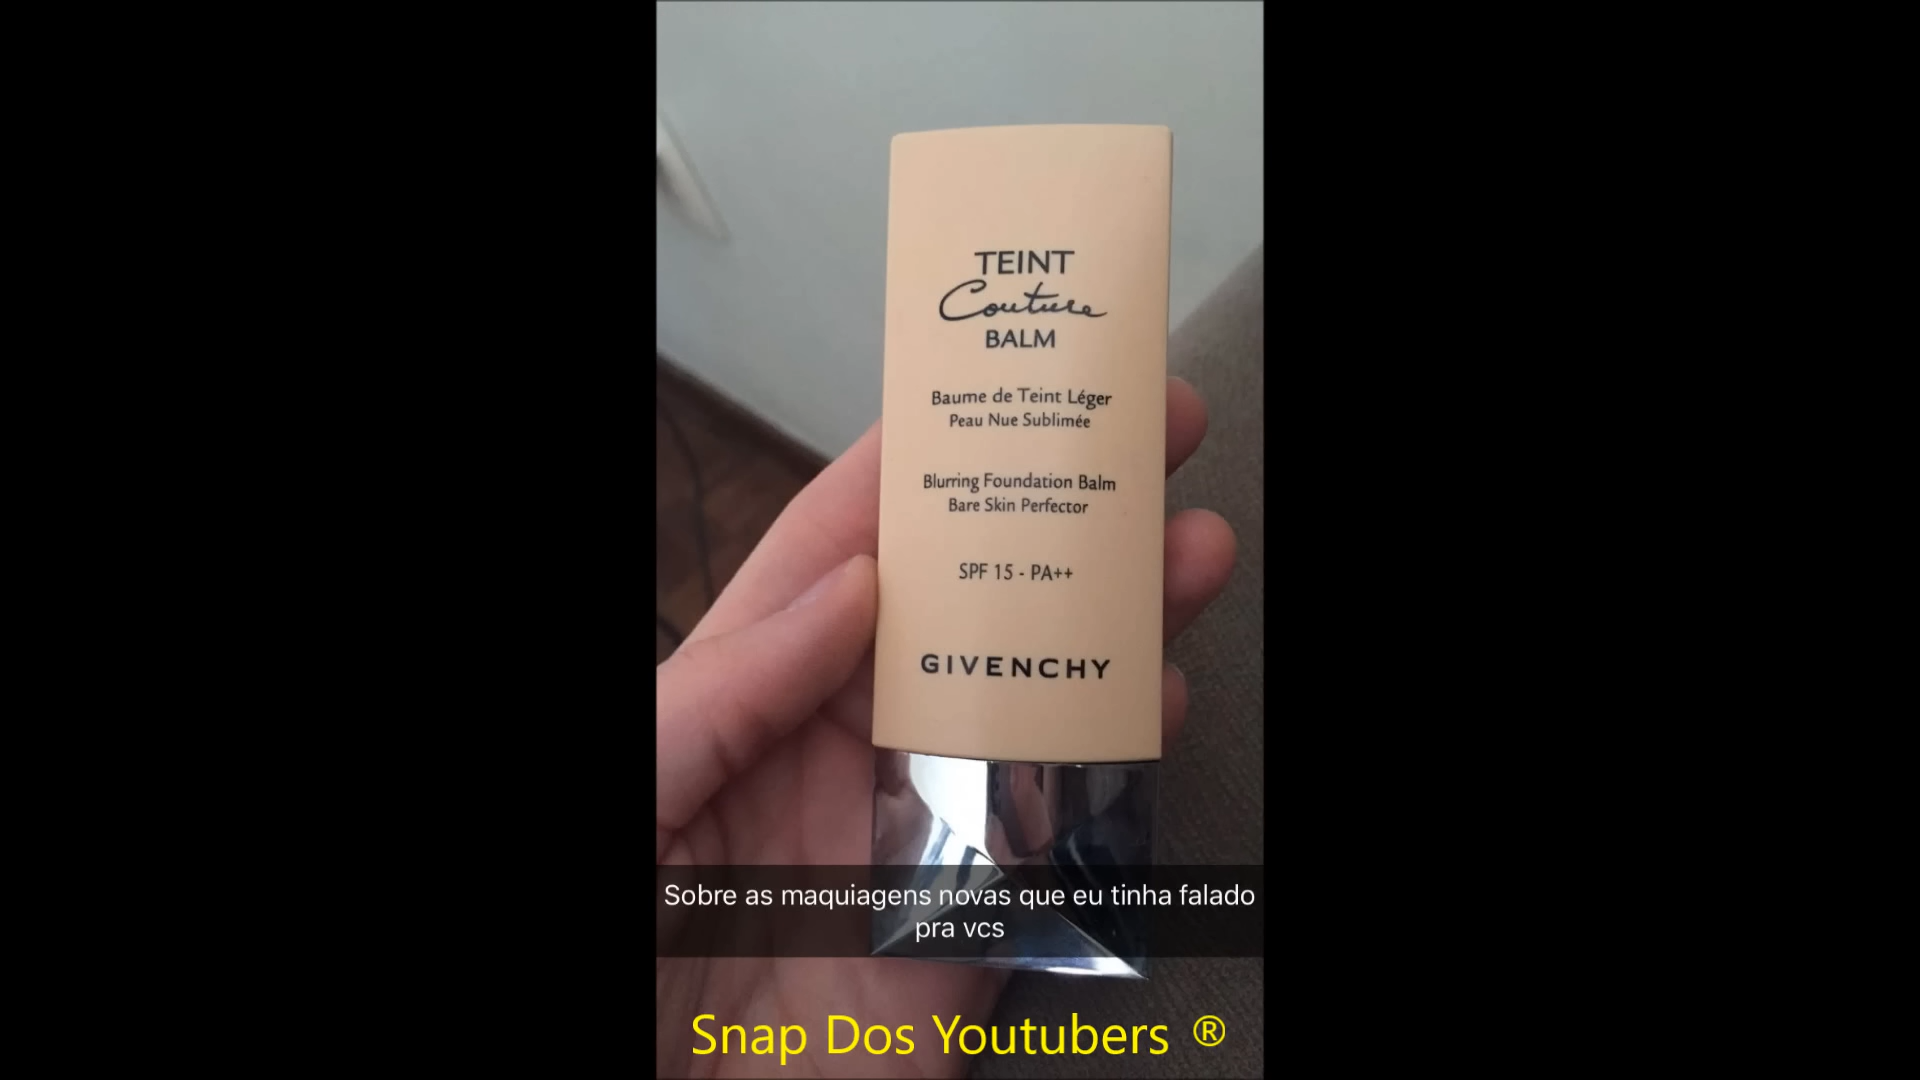 TEINT
Couture
BALM
Baume de Teint Léger
Peau Nue Sublimée
Blurring Foundation Balm
Bare Skin Perfector
SPF 15 - PA++
GIVENCHY
Sobre as maquiagens novas que eu tinha falado
pra vcs
Snap Dos Youtubers ®